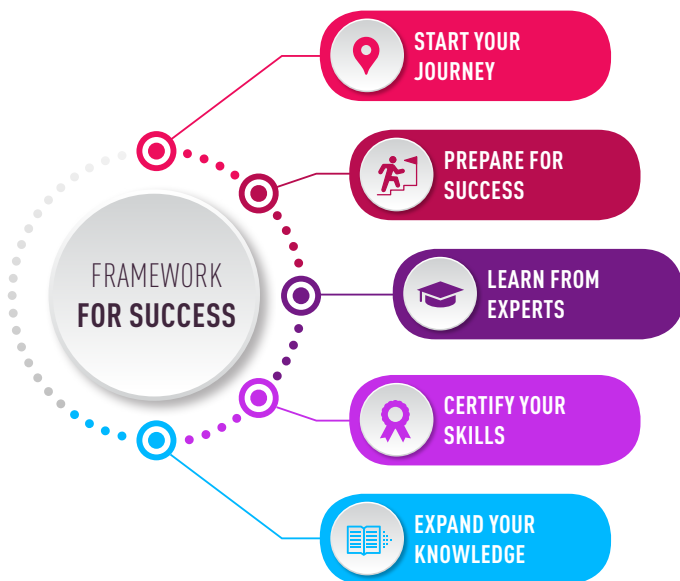 START YOUR
JOURNEY
PREPARE FOR
SUCCESS
FRAMEWORK
FOR SUCCESS
LEARN FROM
EXPERTS
CERTIFY YOUR
SKILLS
EXPAND YOUR
KNOWLEDGE